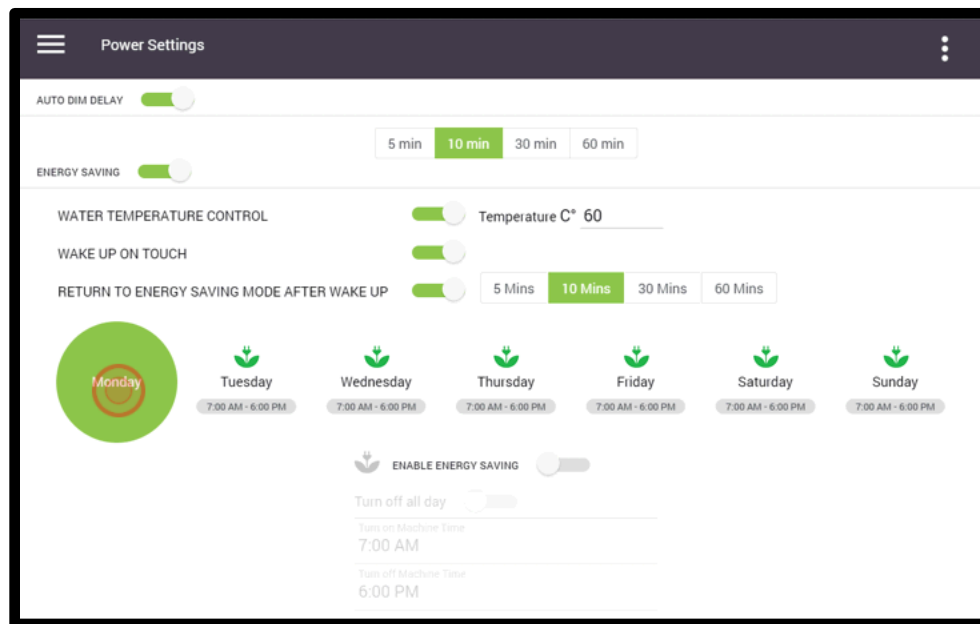 Power Settings
AUTO DIM DELAY
5 min 10 min 30 min 60 min
ENERGY SAVING
WATER TEMPERATURE CONTROL Temperature C° 60
WAKE UP ON TOUCH
RETURN TO ENERGY SAVING MODE AFTER WAKE UP 5 Mins 10 Mins 30 Mins 60 Mins
Monday Tuesday Wednesday Thursday Friday Saturday Sunday
7:00 AM - 6:00 PM 7:00 AM - 6:00 PM 7:00 AM - 6:00 PM 7:00 AM - 6:00 PM 7:00 AM - 6:00 PM 7:00 AM - 6:00 PM
ENABLE ENERGY SAVING
Turn off all day
Turn on Machine Time
7:00 AM
Turn off Machine Time
6:00 PM